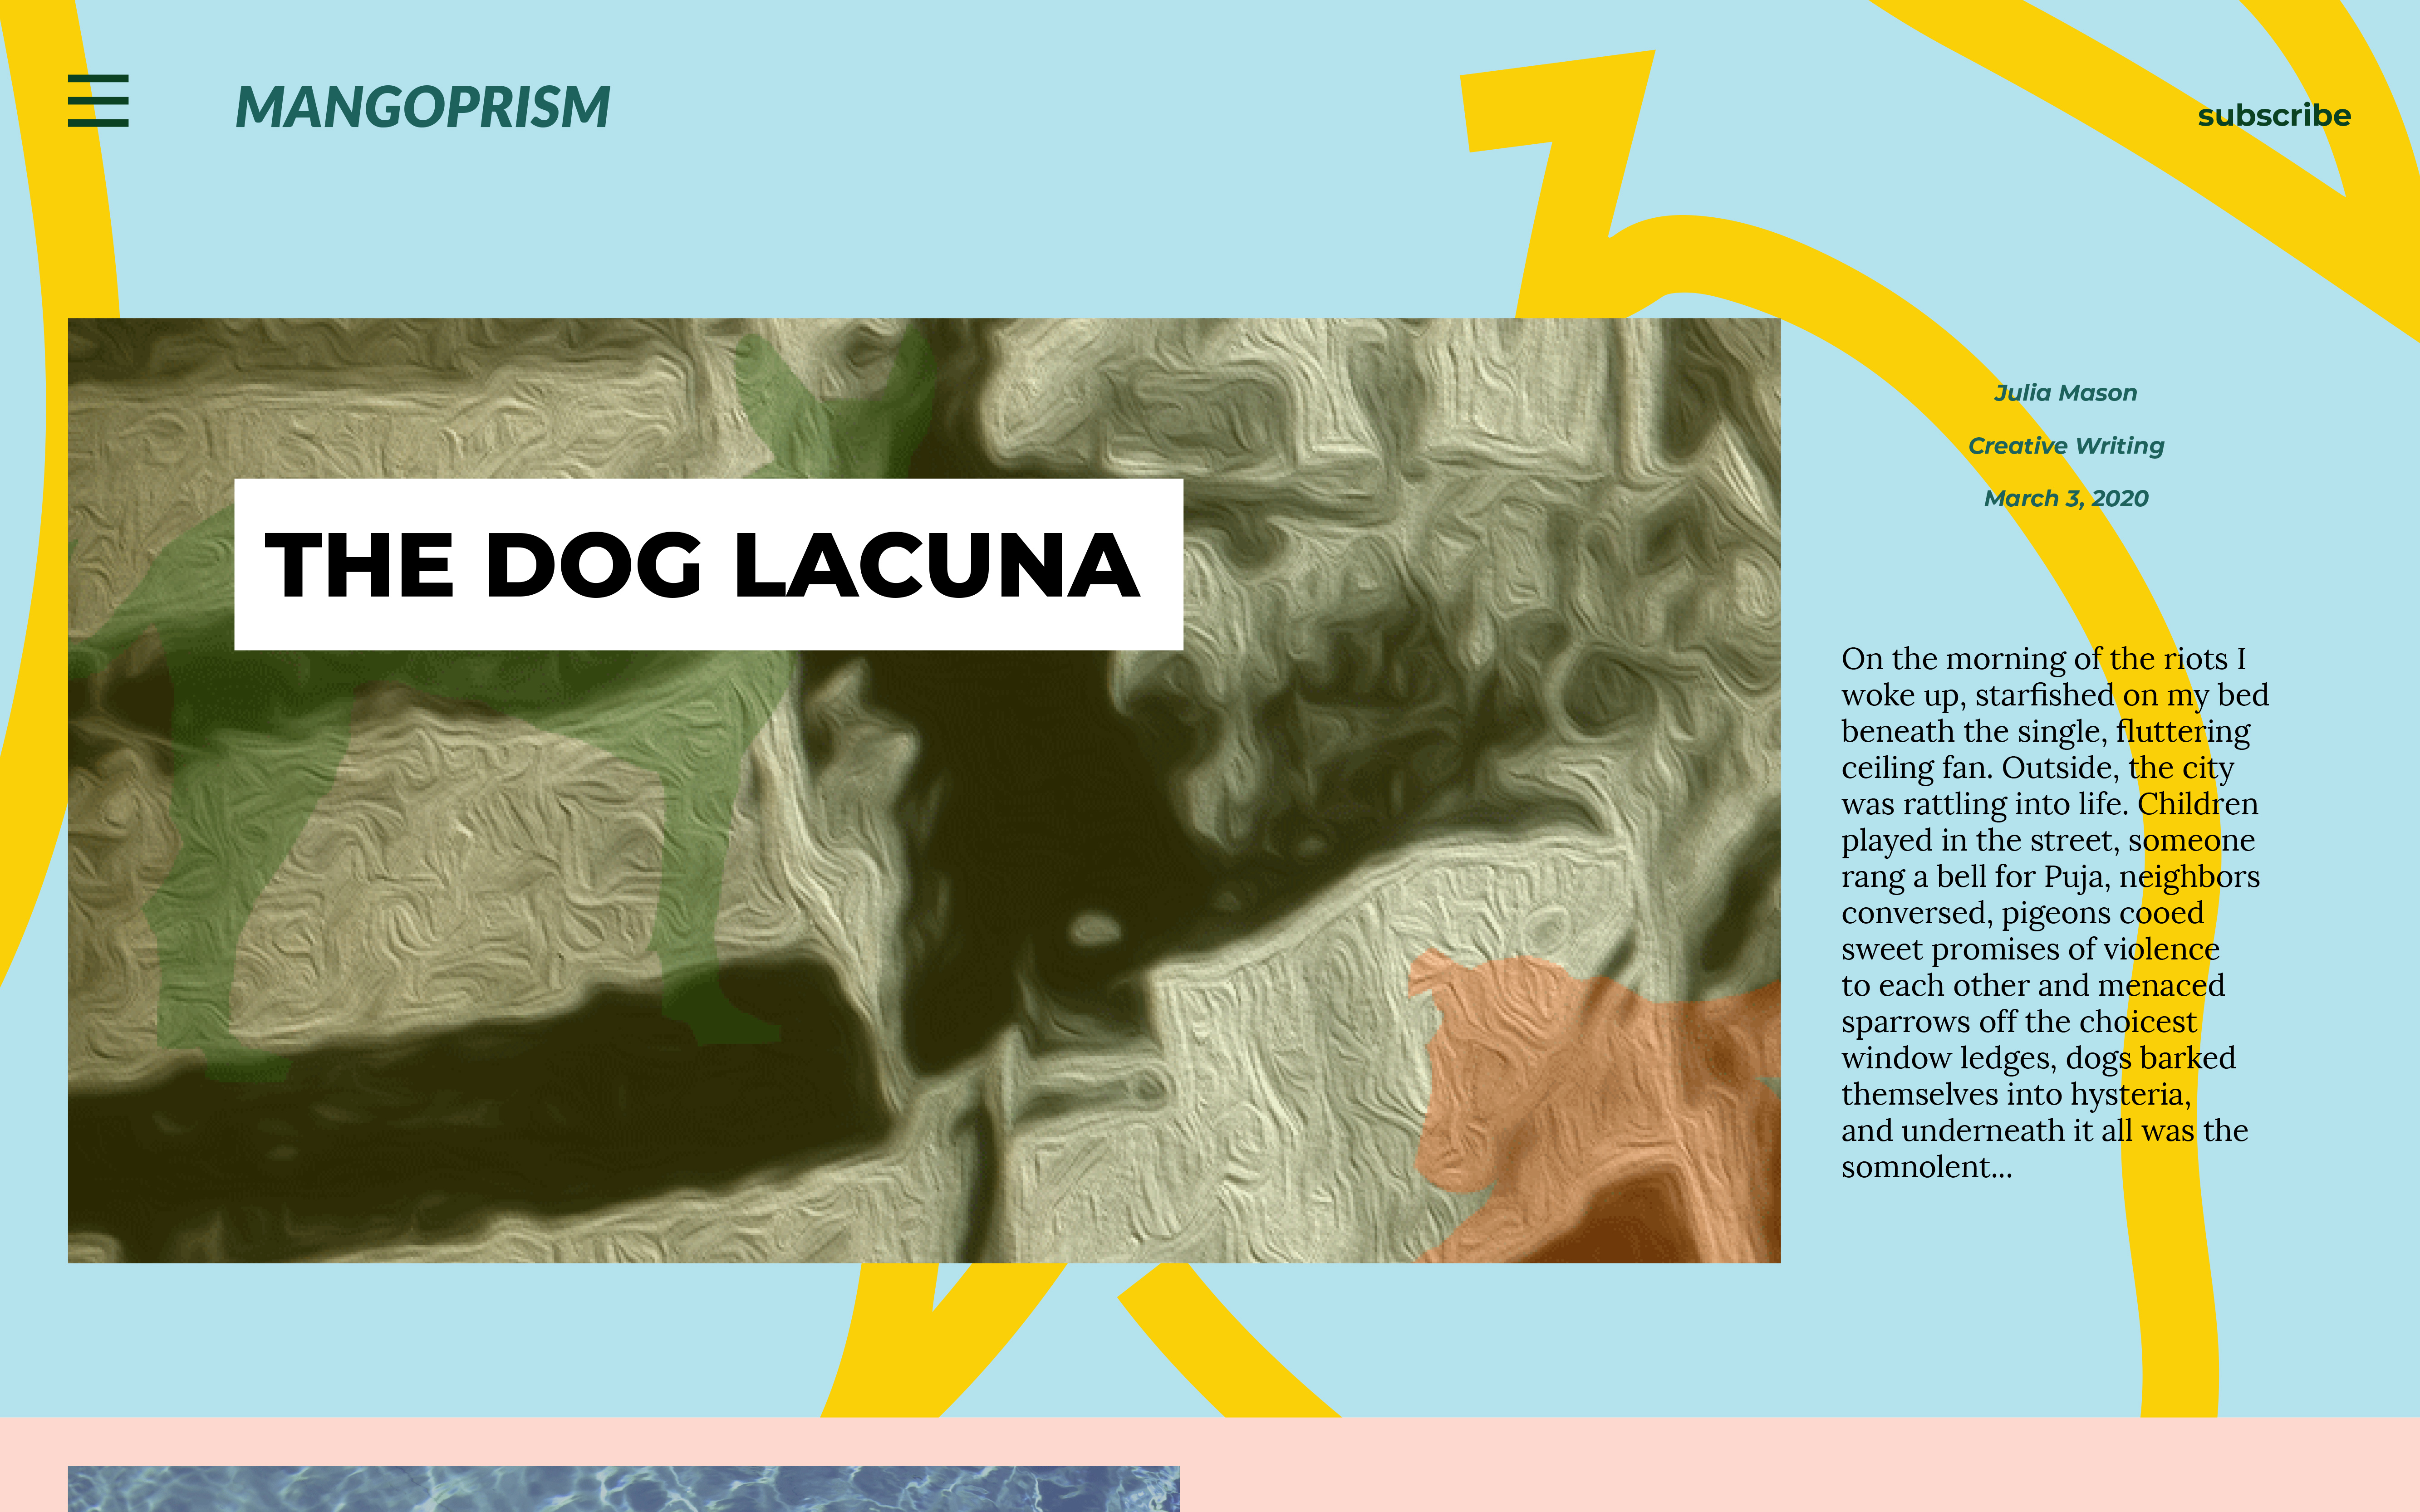 MANGOPRISM
subscribe
THE DOG LACUNA
Julia Mason
Creative Writing
March 3, 2020
On the morning of the riots I
woke up, starfished on my bed
beneath the single, fluttering
ceiling fan. Outside, the city
was rattling into life. Children
played in the street, someone
rang a bell for Puja, neighbors
conversed, pigeons cooed
sweet promises of violence
to each other and menaced
sparrows off the choicest
window ledges, dogs barked
themselves into hysteria,
and underneath it all was the
somnolent...